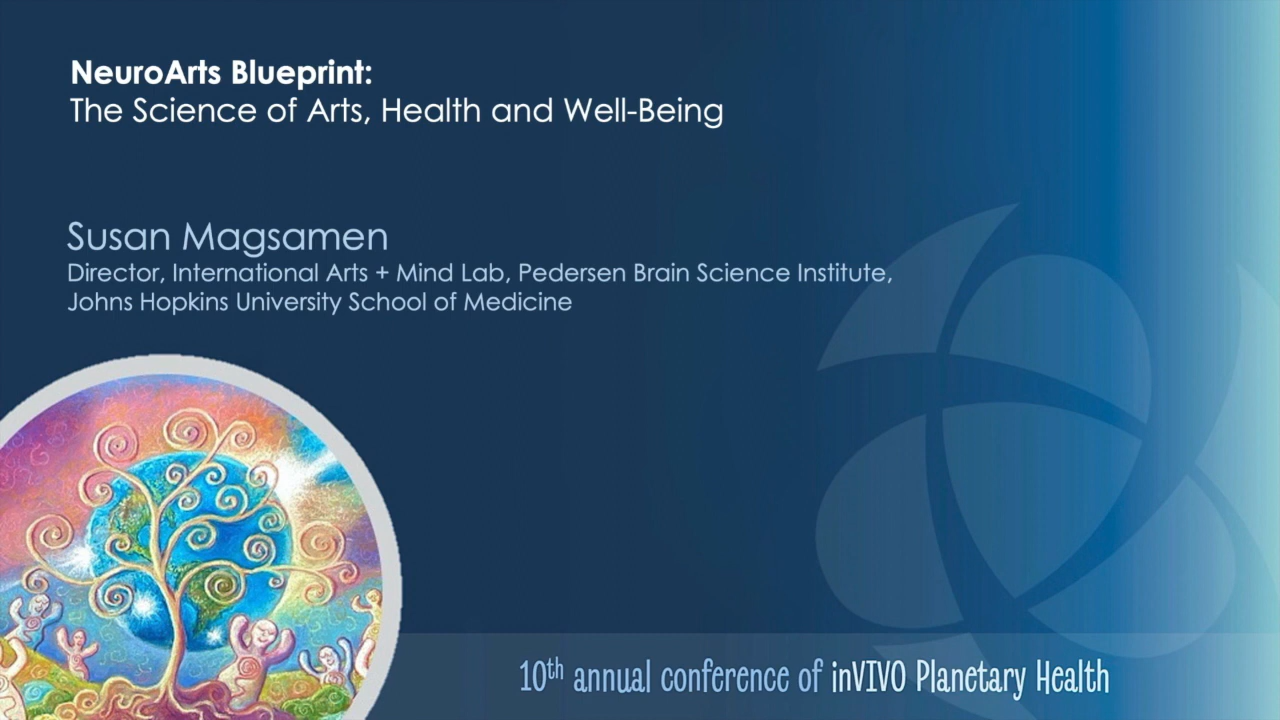 NeuroArts Blueprint:
The Science of Arts, Health and Well-Being
Susan Magsamen
Director, International Arts + Mind Lab, Pedersen Brain Science Institute,
Johns Hopkins University School of Medicine
10th annual conference of inVIVO Planetary Health